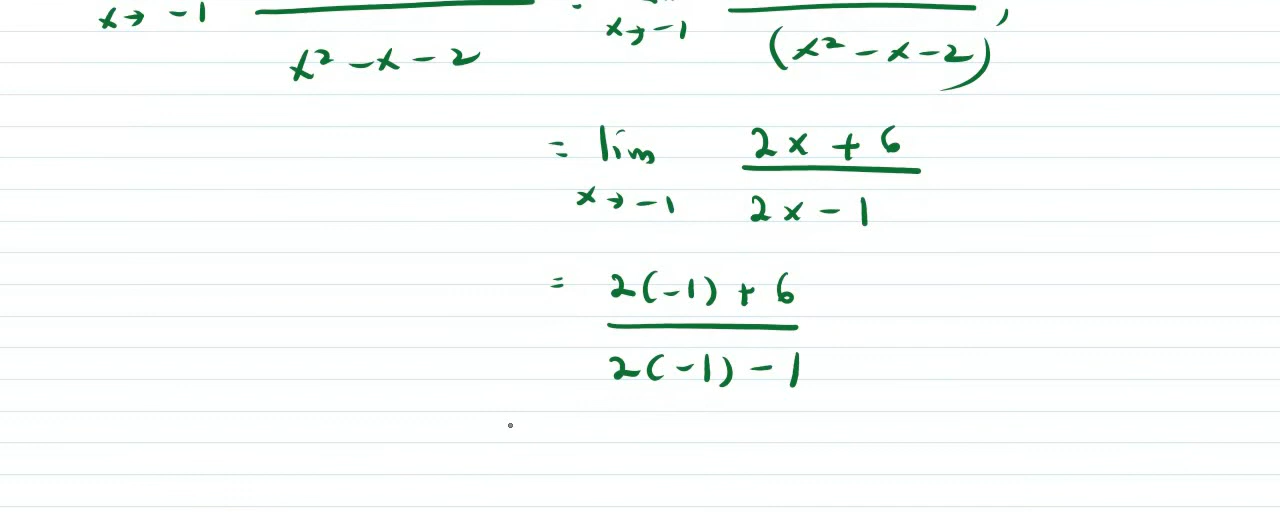 x → -1 x² - x - 2 = x → -1 (x² - x - 2)'
= lim x → -1 2x + 6 / 2x - 1
= 2(-1) + 6 / 2(-1) - 1